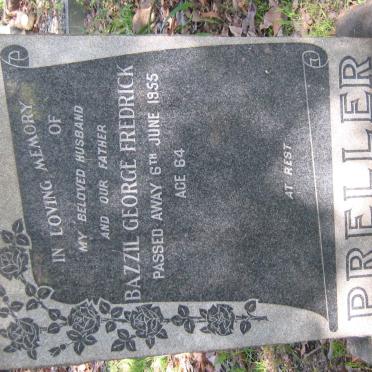 IN LOVING MEMORY
OF
MY BELOVED HUSBAND
AND OUR FATHER
BAZZIL GEORGE FREDRICK
PASSED AWAY 6TH JUNE 1955
AGE 64
AT REST
PRELLER